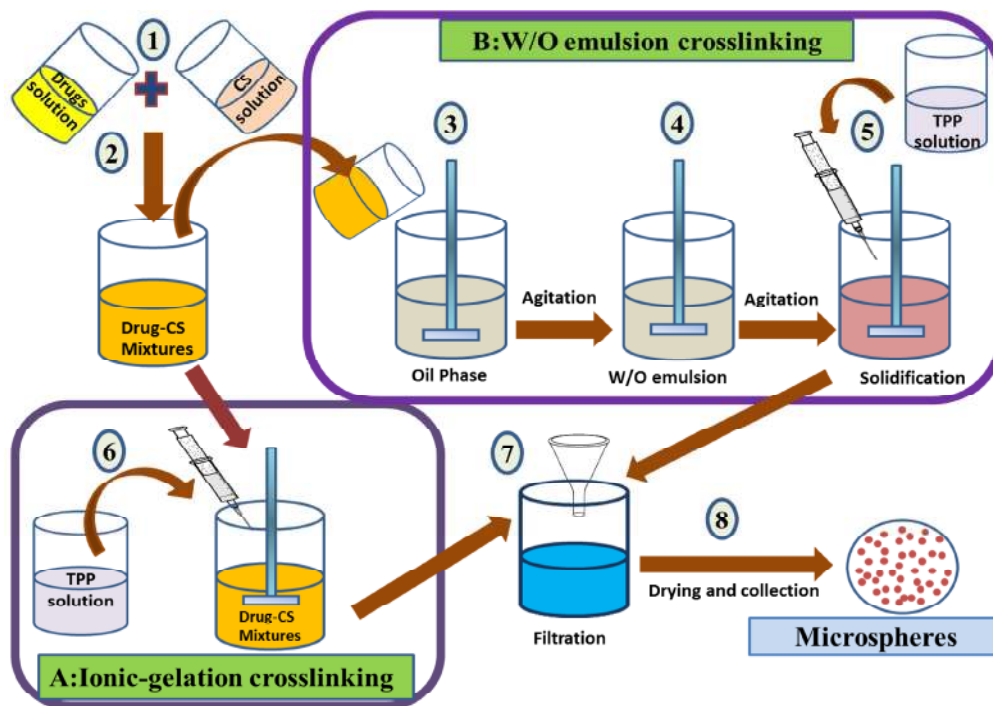 1
Drugs
solution
CS
solution
2
Drug-CS
Mixtures
B:W/O emulsion crosslinking
3
4
5
TPP
solution
Agitation
Agitation
Oil Phase
W/O emulsion
Solidification
6
TPP
solution
Drug-CS
Mixtures
A:Ionic-gelation crosslinking
7
Filtration
8
Drying and collection
Microspheres